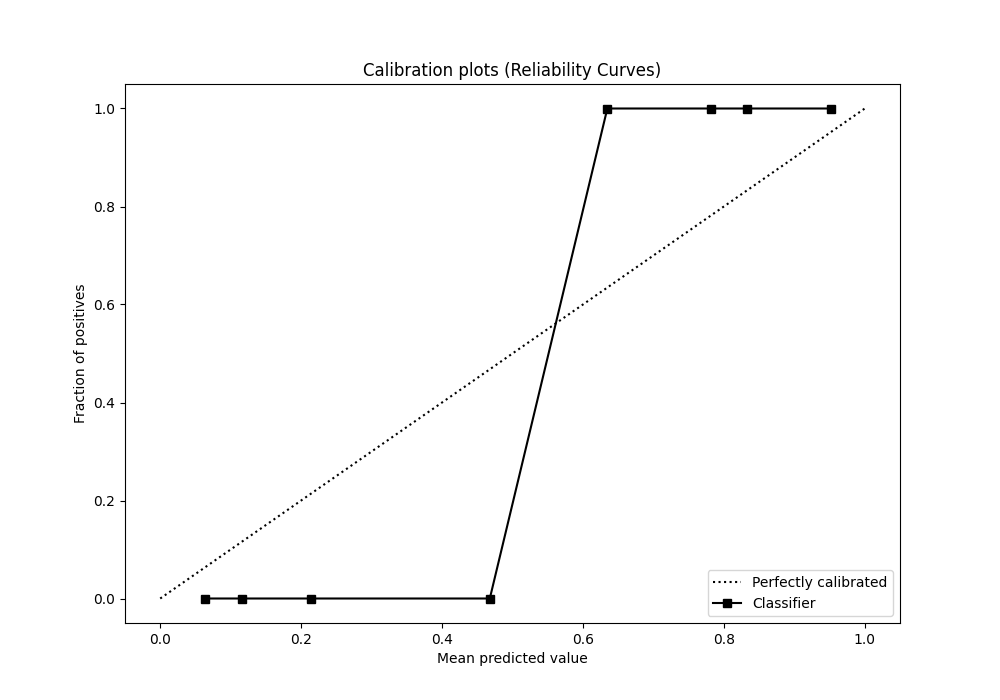 Calibration plots (Reliability Curves)
1.0
0.8
0.6
0.4
0.2
0.0
Fraction of positives
0.0 0.2 0.4 0.6 0.8 1.0
Mean predicted value
Perfectly calibrated
Classifier